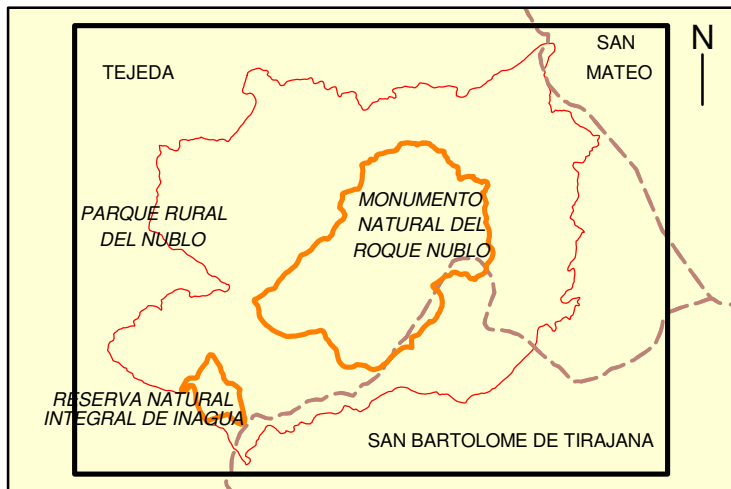 SAN
N
TEJEDA
MATEO
MONUMENTO
PARQUE RURAL
NATURAL DEL
DEL NUBLO
ROQUE NUBLO
RESERVA NATURAL
INTEGRAL DE INAGUA
SAN BARTOLOME DE TIRAJANA